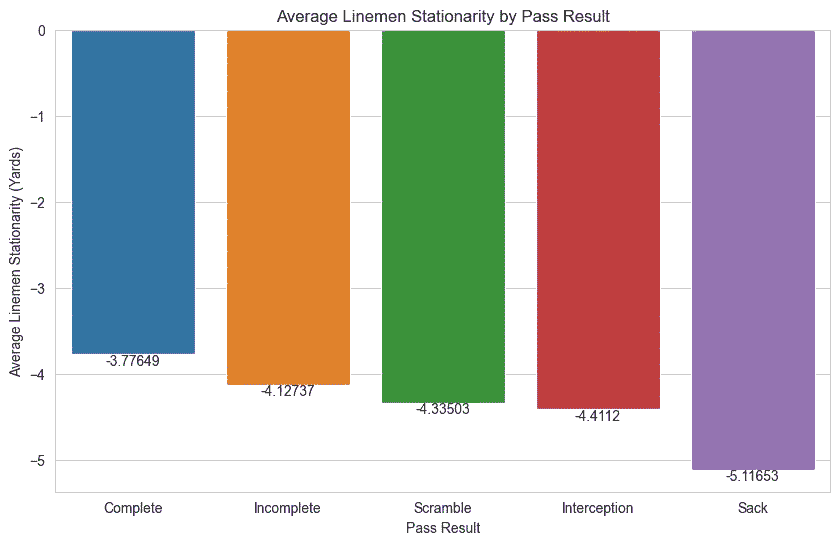 Average Linemen Stationarity by Pass Result
Average Linemen Stationarity (Yards)
0
−1
−2
−3
−4
−5
-3.77649
-4.12737
-4.33503
-4.4112
-5.11653
Complete
Incomplete
Scramble
Interception
Sack
Pass Result